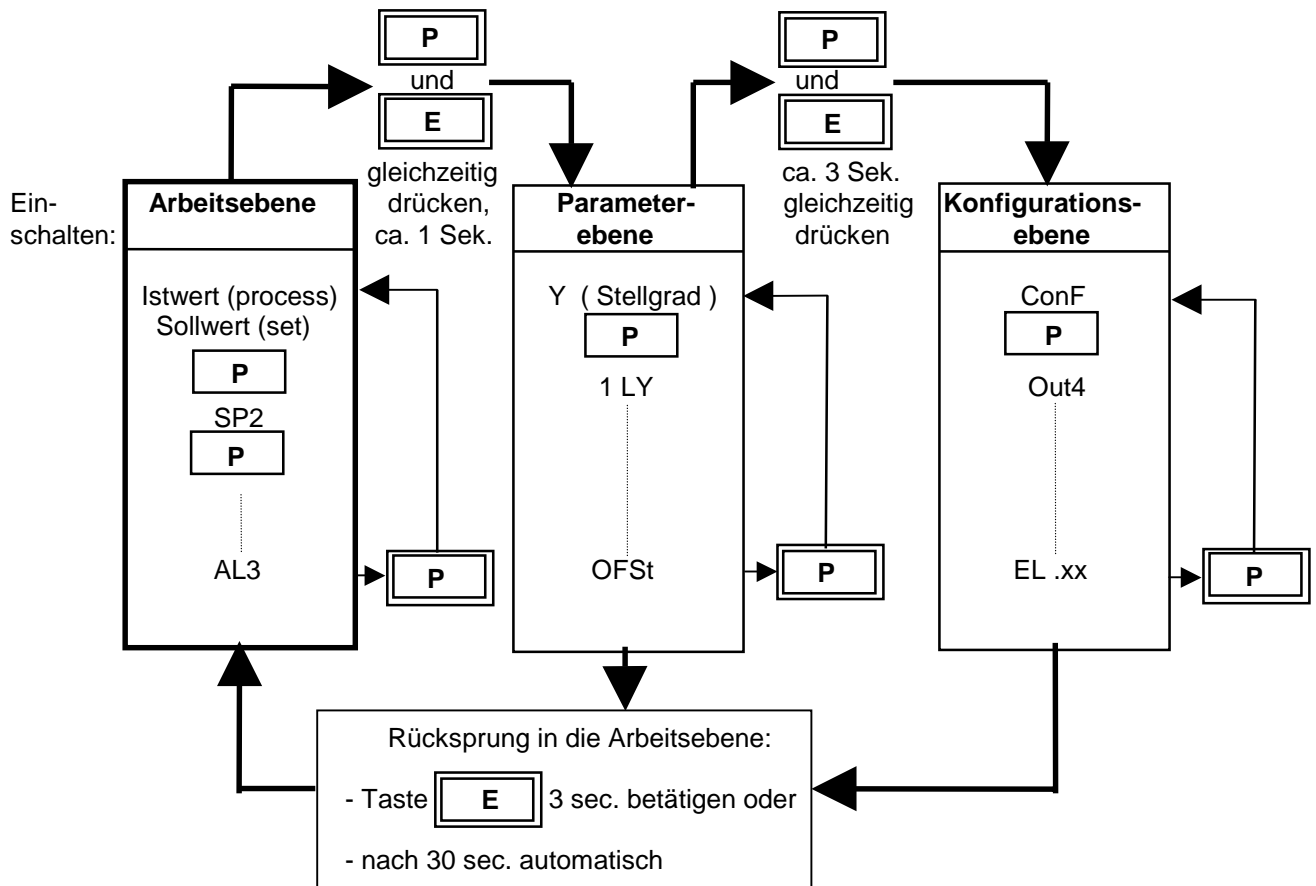 P
und
E
gleichzeitig
drücken,
ca. 1 Sek.
P
und
E
ca. 3 Sek.
gleichzeitig
drücken
Ein-
schalten:
Arbeitsebene
Istwert (process)
Sollwert (set)
P
SP2
P
AL3
P
Parameter-
ebene
Y ( Stellgrad )
P
1 LY
OFSt
P
Konfigurations-
ebene
ConF
P
Out4
EL .xx
P
Rücksprung in die Arbeitsebene:
- Taste E 3 sec. betätigen oder
- nach 30 sec. automatisch